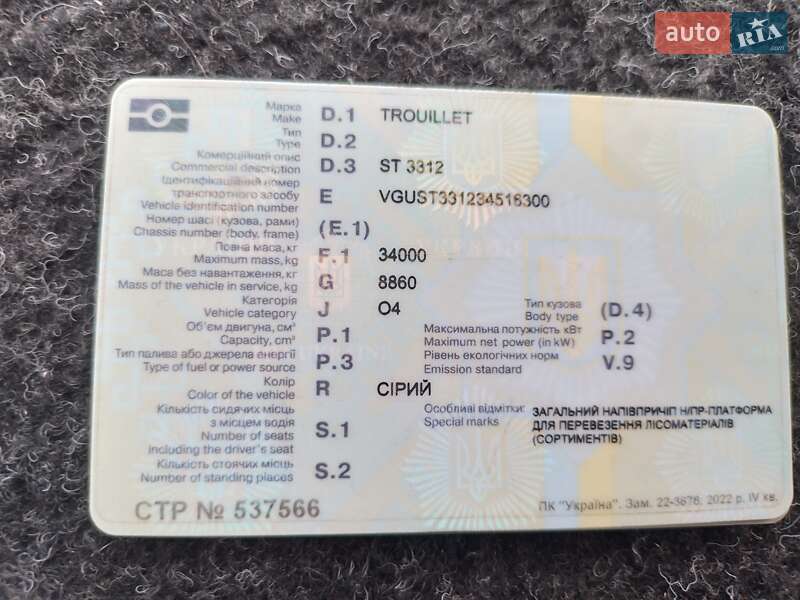 auto RIA .com
Марка
Make D.1 TROUILLET
Тип
Type D.2
Комерційний опис
Commercial description D.3 ST 3312
Ідентифікаційний номер
транспортного засобу
Vehicle identification number E VGUST331234516300
Номер шасі (кузова, рами)
Chassis number (body, frame) (E.1)
Повна маса, кг
Maximum mass, kg F.1 34000
Маса без навантаження, кг
Mass of the vehicle in service, kg G 8860
Категорія
Vehicle category J O4
Тип кузова
Body type (D.4)
Об'єм двигуна, см³
Capacity, cm³ P.1
Максимальна потужність кВт
Maximum net power (in kW) P.2
Тип палива або джерела енергії
Type of fuel or power source P.3
Рівень екологічних норм
Emission standard V.9
Колір
Color of the vehicle R СІРИЙ
Кількість сидячих місць
з місцем водія
Number of seats
including the driver's seat S.1
Особливі відмітки:
Special marks
ЗАГАЛЬНИЙ НАПІВПРИЧІП Н/ПР-ПЛАТФОРМА
ДЛЯ ПЕРЕВЕЗЕННЯ ЛІСОМАТЕРІАЛІВ
(СОРТИМЕНТІВ)
Кількість стоячих місць
Number of standing places S.2
СТР № 537566
ПК "Україна". Зам. 22-3678, 2022 р. IV кв.